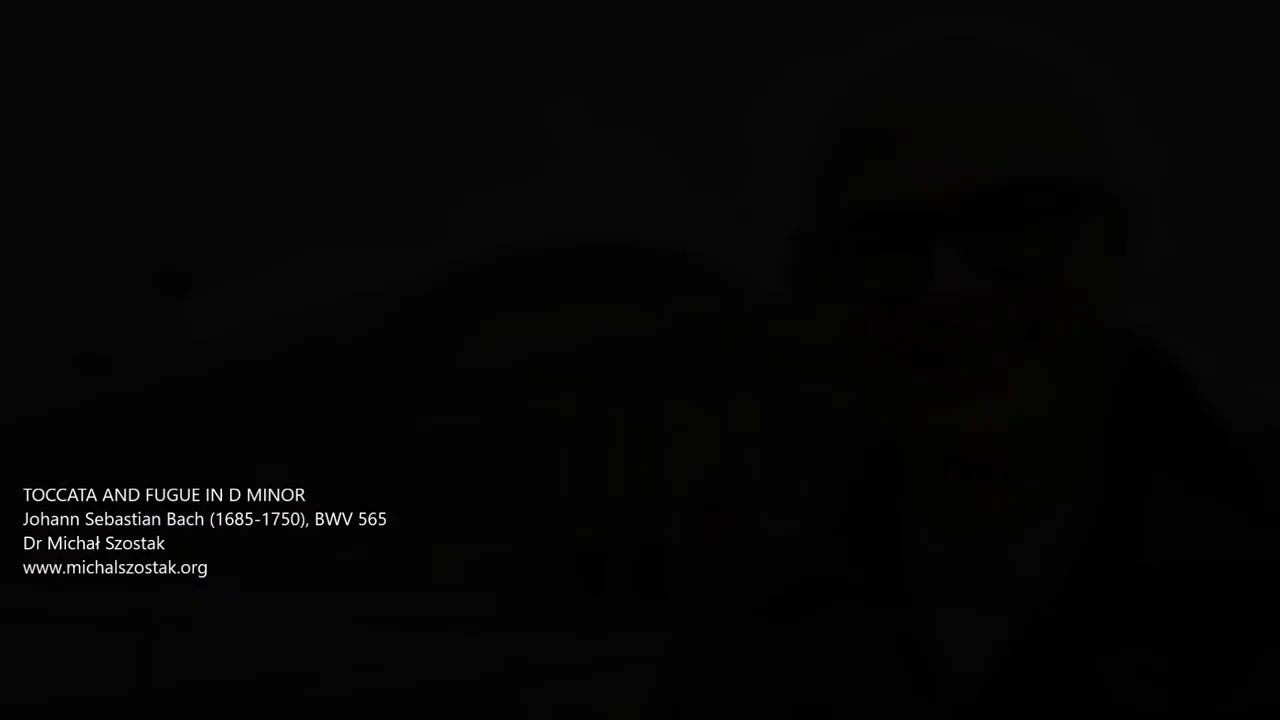 TOCCATA AND FUGUE IN D MINOR
Johann Sebastian Bach (1685-1750), BWV 565
Dr Michał Szostak
www.michalszostak.org